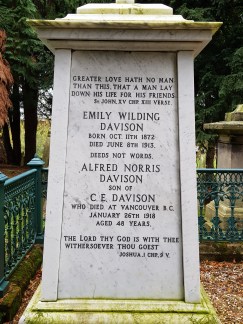 GREATER LOVE HATH NO MAN
THAN THIS, THAT A MAN LAY
DOWN HIS LIFE FOR HIS FRIENDS.
ST JOHN, XV CHP XIII VERSE.
EMILY WILDING
DAVISON
BORN OCT. 11TH 1872
DIED JUNE 8TH 1913.
DEEDS NOT WORDS.
ALFRED NORRIS
DAVISON
SON OF
C. E. DAVISON
WHO DIED AT VANCOUVER B.C.
JANUARY 26TH 1918
AGED 48 YEARS.
THE LORD THY GOD IS WITH THEE
WITHERSOEVER THOU GOEST
JOSHUA, I CHP, 9 V.